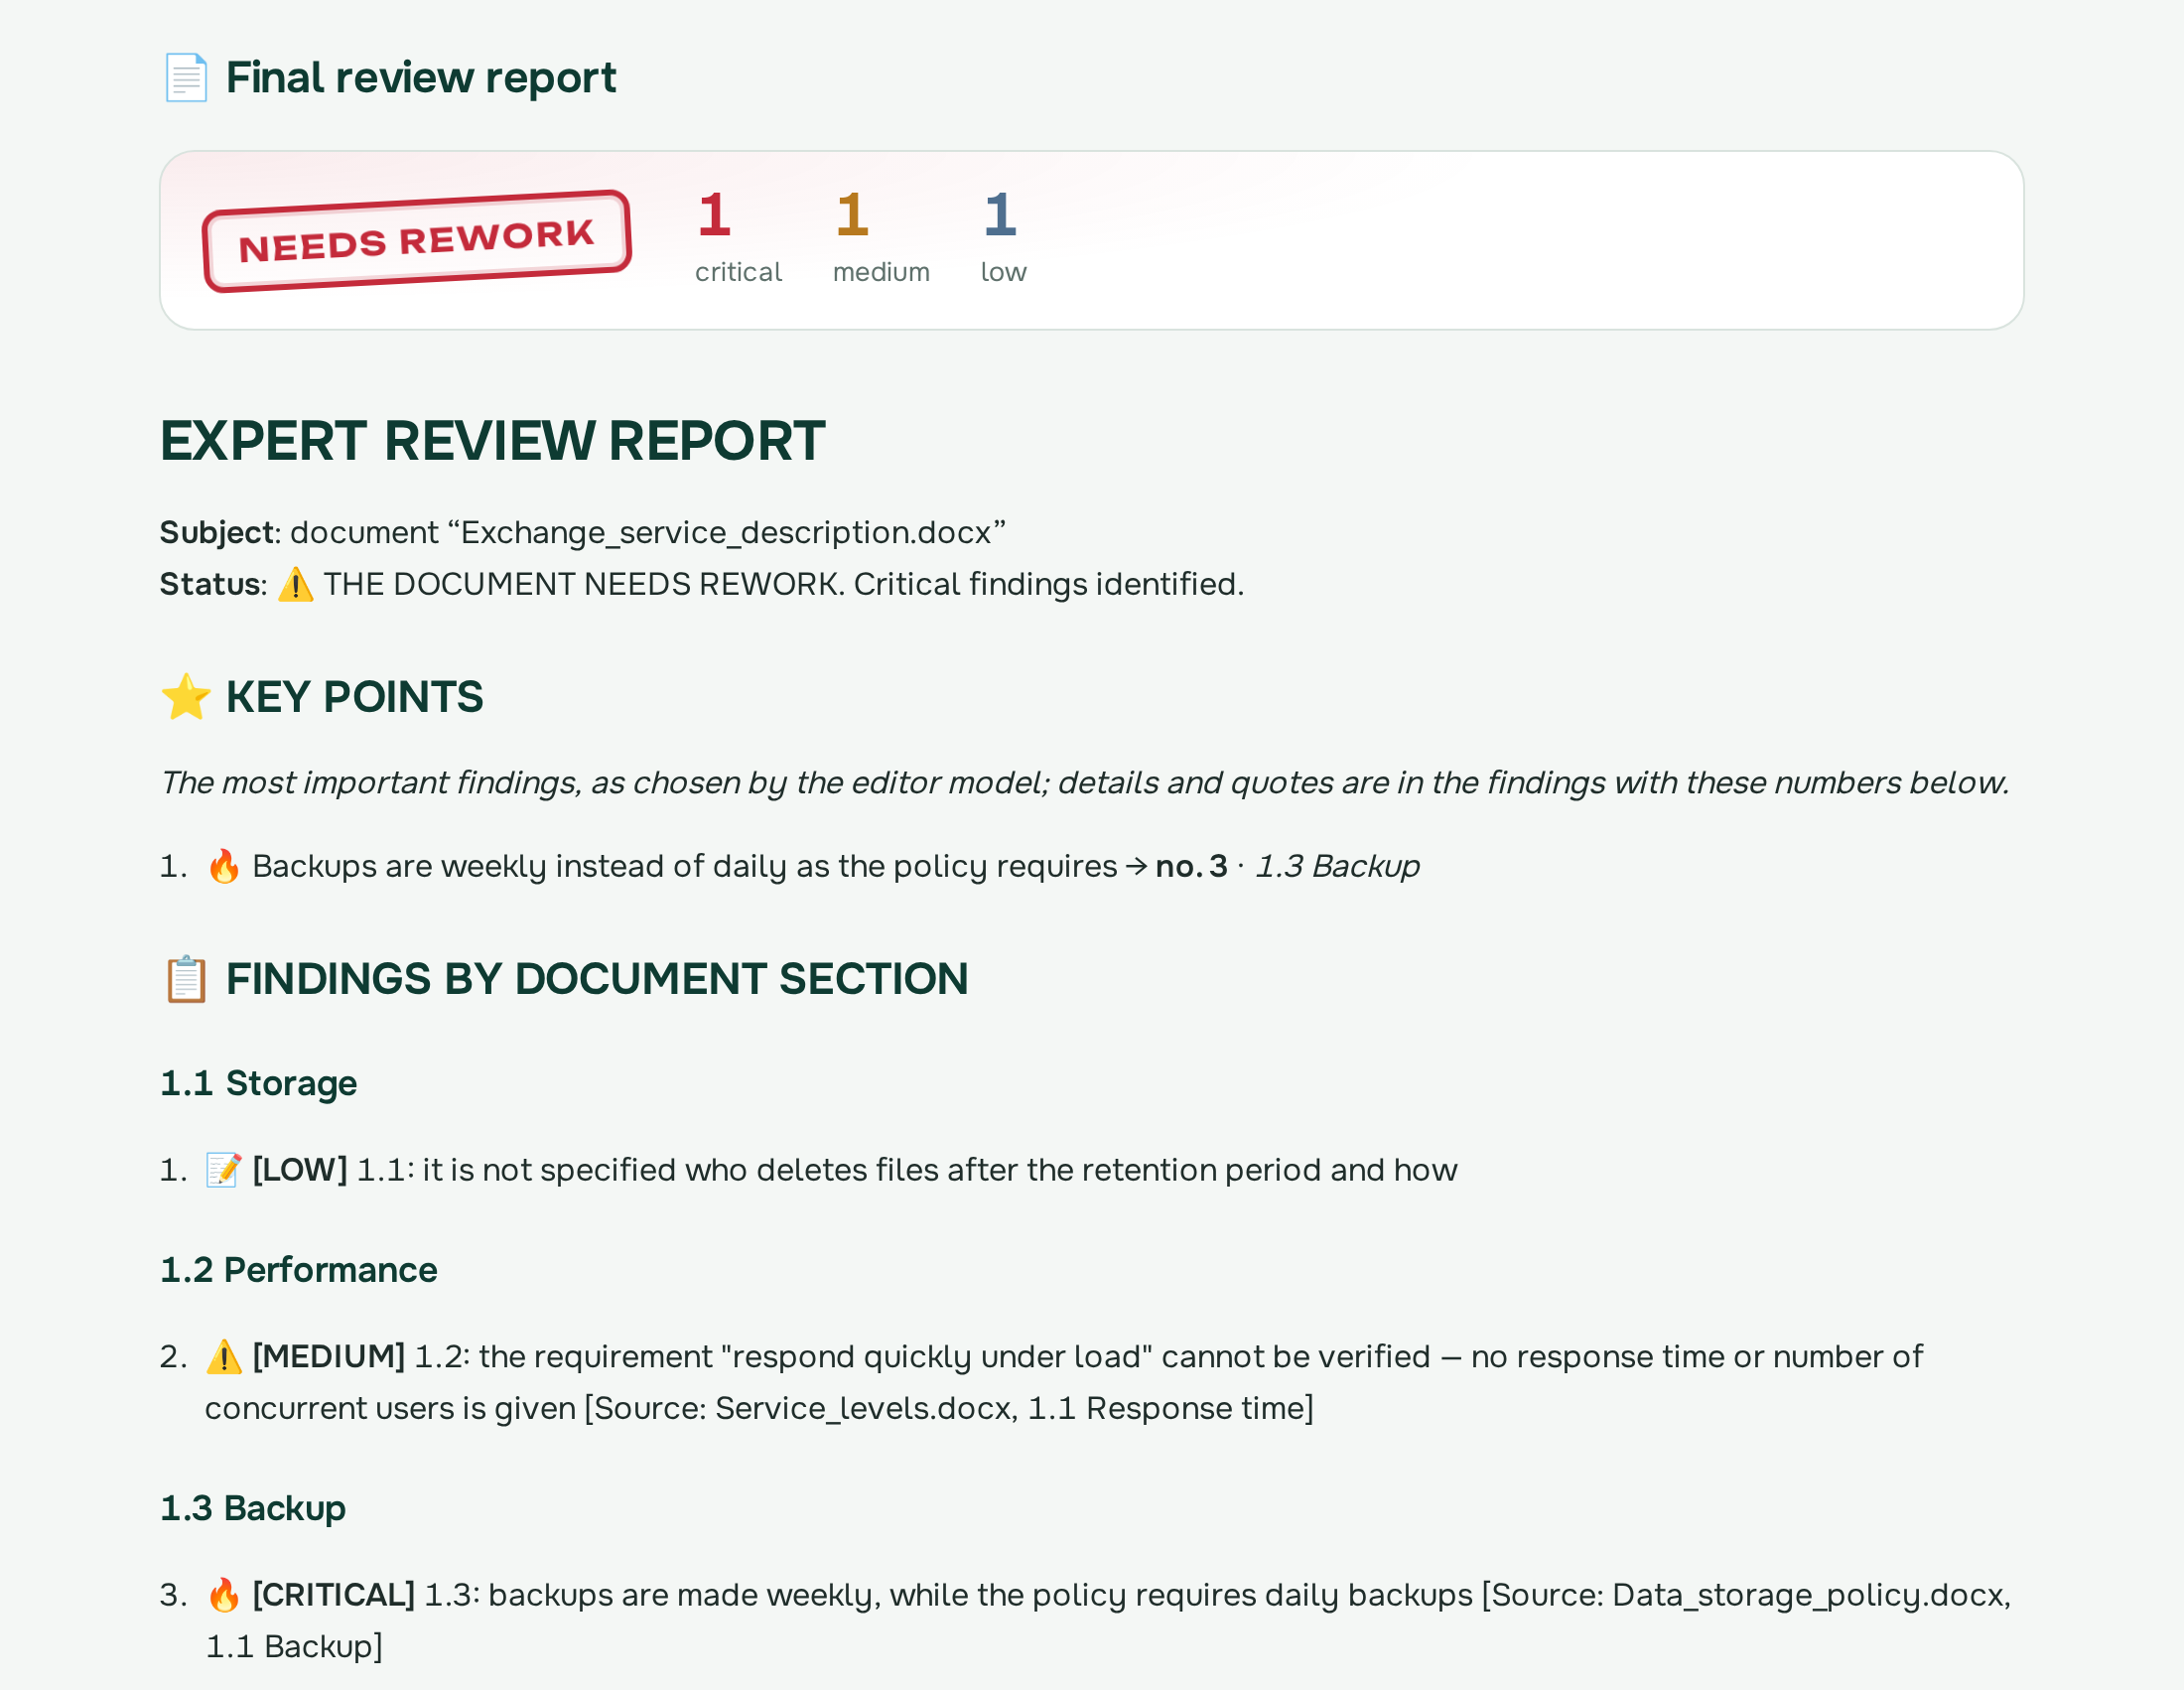 📄 Final review report
NEEDS REWORK
1 1 1
critical medium low
EXPERT REVIEW REPORT
Subject: document “Exchange_service_description.docx”
Status: ⚠️ THE DOCUMENT NEEDS REWORK. Critical findings identified.
⭐ KEY POINTS
The most important findings, as chosen by the editor model; details and quotes are in the findings with these numbers below.
1. 🔥 Backups are weekly instead of daily as the policy requires → no. 3 · 1.3 Backup
📋 FINDINGS BY DOCUMENT SECTION
1.1 Storage
1. 📝 [LOW] 1.1: it is not specified who deletes files after the retention period and how
1.2 Performance
2. ⚠️ [MEDIUM] 1.2: the requirement "respond quickly under load" cannot be verified — no response time or number of
concurrent users is given [Source: Service_levels.docx, 1.1 Response time]
1.3 Backup
3. 🔥 [CRITICAL] 1.3: backups are made weekly, while the policy requires daily backups [Source: Data_storage_policy.docx,
1.1 Backup]